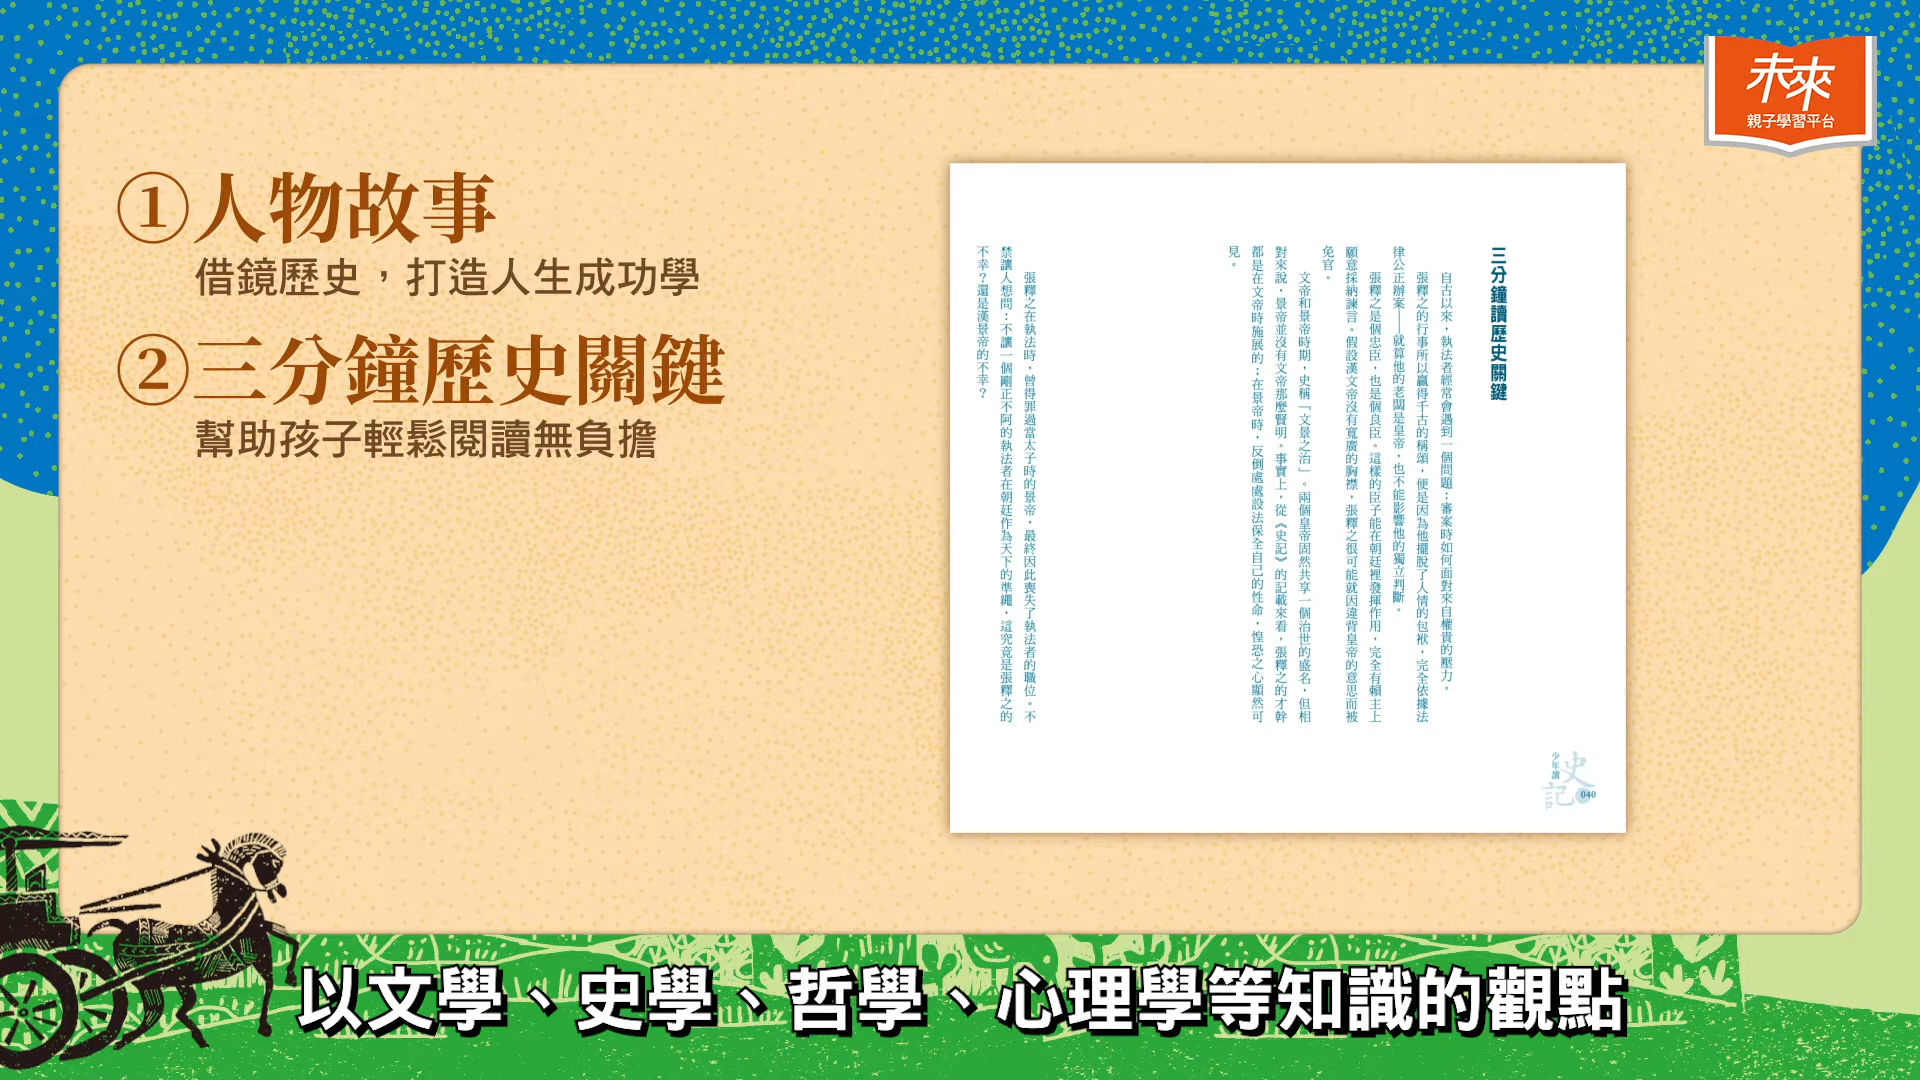 未來
親子學習平台
①人物故事
借鏡歷史，打造人生成功學
②三分鐘歷史關鍵
幫助孩子輕鬆閱讀無負擔
三分鐘讀歷史關鍵
自古以來，執法者經常會遇到一個問題：審案時如何面對來自權貴的壓力。
張釋之的行事所以贏得千古的稱頌，便是因為他擺脫了人情的包袱，完全依據法
律公正辦案——就算他的老闆是皇帝，也不能影響他的獨立判斷。
張釋之是個忠臣，也是個良臣。這樣的臣子能在朝廷裡發揮作用，完全有賴主上
願意採納諫言。假設漢文帝沒有寬廣的胸襟，張釋之很可能就因違背皇帝的意思而被
免官。
文帝和景帝時期，史稱「文景之治」。兩個皇帝固然共享一個治世的盛名，但相
對來說，景帝並沒有文帝那麼賢明。事實上，從《史記》的記載來看，張釋之的才幹
都是在文帝時施展的；在景帝時，反倒處處設法保全自己的性命，惶恐之心顯然可
見。
張釋之在執法時，曾得罪過當太子時的景帝，最終因此喪失了執法者的職位。不
禁讓人想問：不讓一個剛正不阿的執法者在朝廷作為天下的準繩，這究竟是張釋之的
不幸？還是漢景帝的不幸？
少年讀
史記
040
以文學、史學、哲學、心理學等知識的觀點